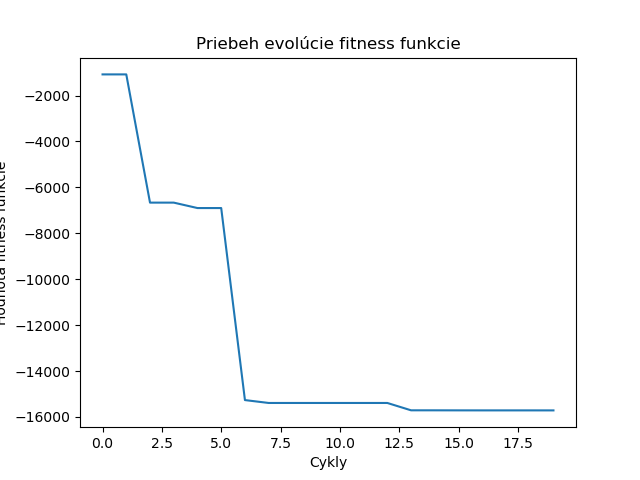 Priebeh evolúcie fitness funkcie
Hodnota fitness funkcie
−2000
−4000
−6000
−8000
−10000
−12000
−14000
−16000
0.0 2.5 5.0 7.5 10.0 12.5 15.0 17.5
Cykly